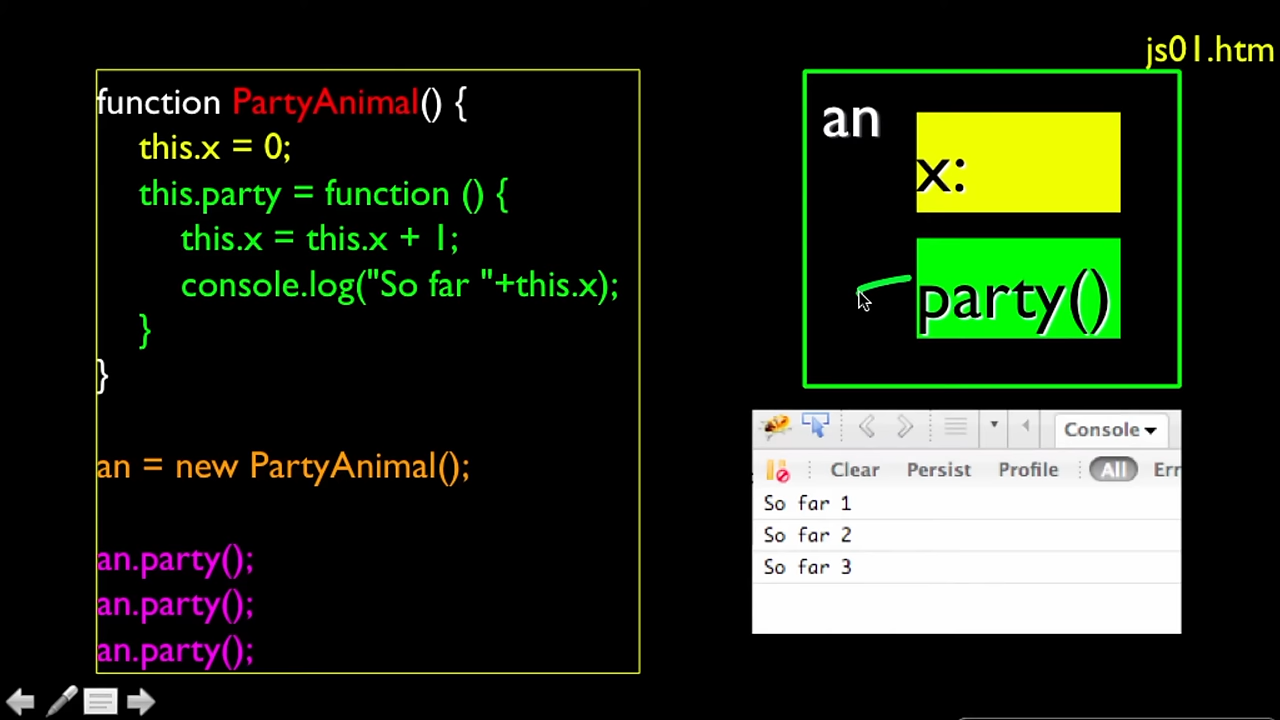 js01.htm
function PartyAnimal() {
this.x = 0;
this.party = function () {
this.x = this.x + 1;
console.log("So far "+this.x);
}
}
an = new PartyAnimal();
an.party();
an.party();
an.party();
an
x:
party()
Console
Clear Persist Profile All Err
So far 1
So far 2
So far 3